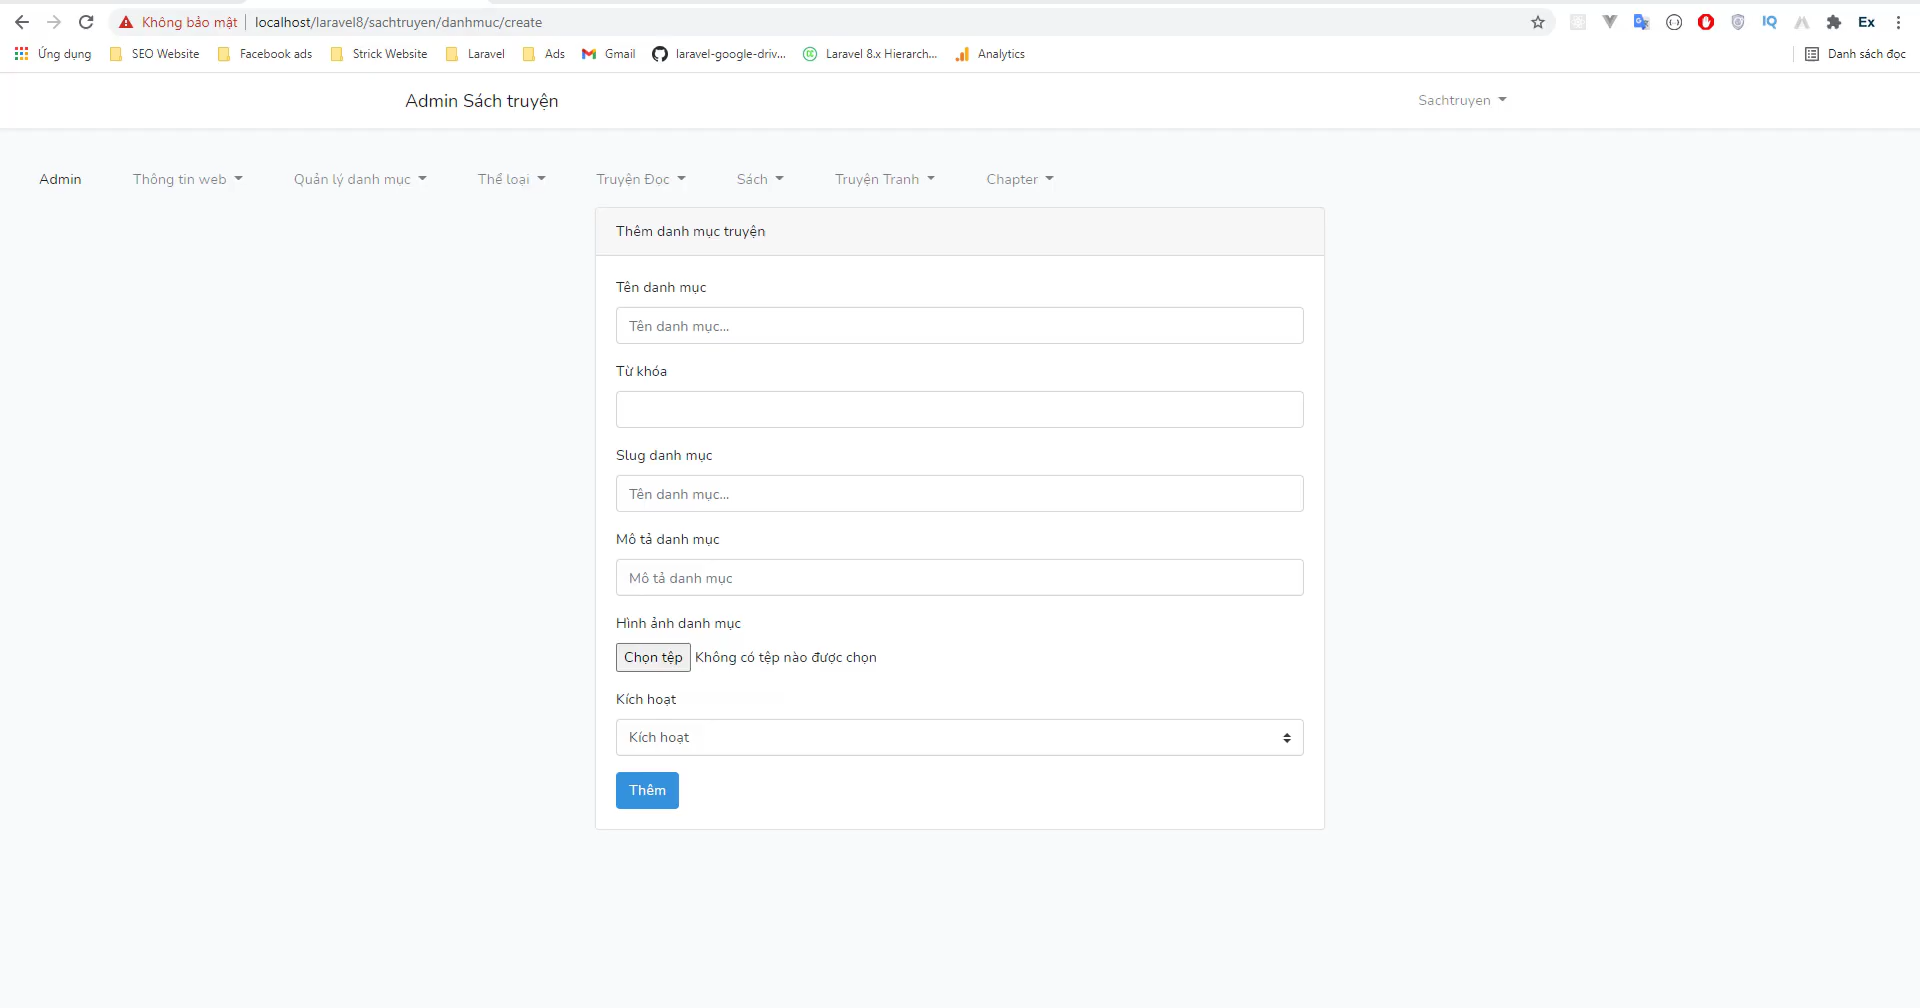 Không bảo mật localhost/laravel8/sachtruyen/danhmuc/create IQ Ex
Ứng dụng SEO Website Facebook ads Strick Website Laravel Ads Gmail laravel-google-driv... Laravel 8.x Hierarch... Analytics Danh sách đọc
Admin Sách truyện Sachtruyen
Admin Thông tin web Quản lý danh mục Thể loại Truyện Đọc Sách Truyện Tranh Chapter
Thêm danh mục truyện
Tên danh mục
Tên danh mục...
Từ khóa
Slug danh mục
Tên danh mục...
Mô tả danh mục
Mô tả danh mục
Hình ảnh danh mục
Chọn tệp Không có tệp nào được chọn
Kích hoạt
Kích hoạt
Thêm